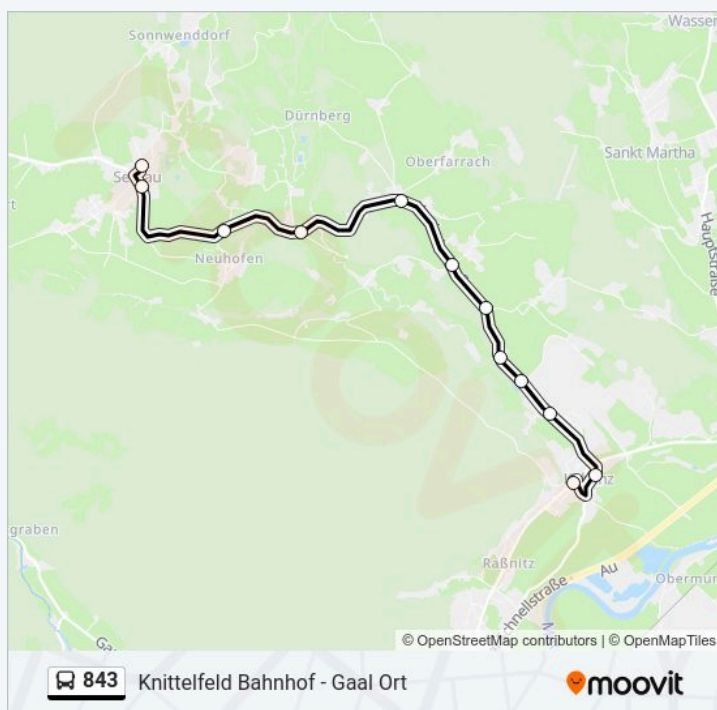 Wasser
Sonnwenddorf
Dürnberg
Sankt Martha
Oberfarrach
Hauptstraße
Neuhofen
graben
Raßnitz
Au
Obermur
© OpenStreetMap contributors | © OpenMapTiles
843 Knittelfeld Bahnhof - Gaal Ort
moovit